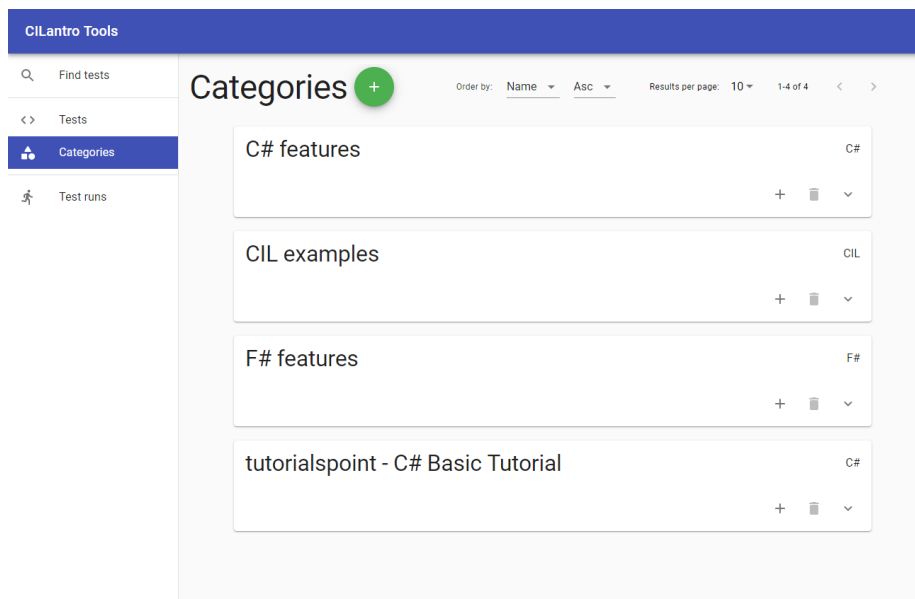 CILantro Tools
Find tests
Tests
Categories
Test runs
Categories
Order by: Name Asc Results per page: 10 1-4 of 4
C# features C#
CIL examples CIL
F# features F#
tutorialspoint - C# Basic Tutorial C#